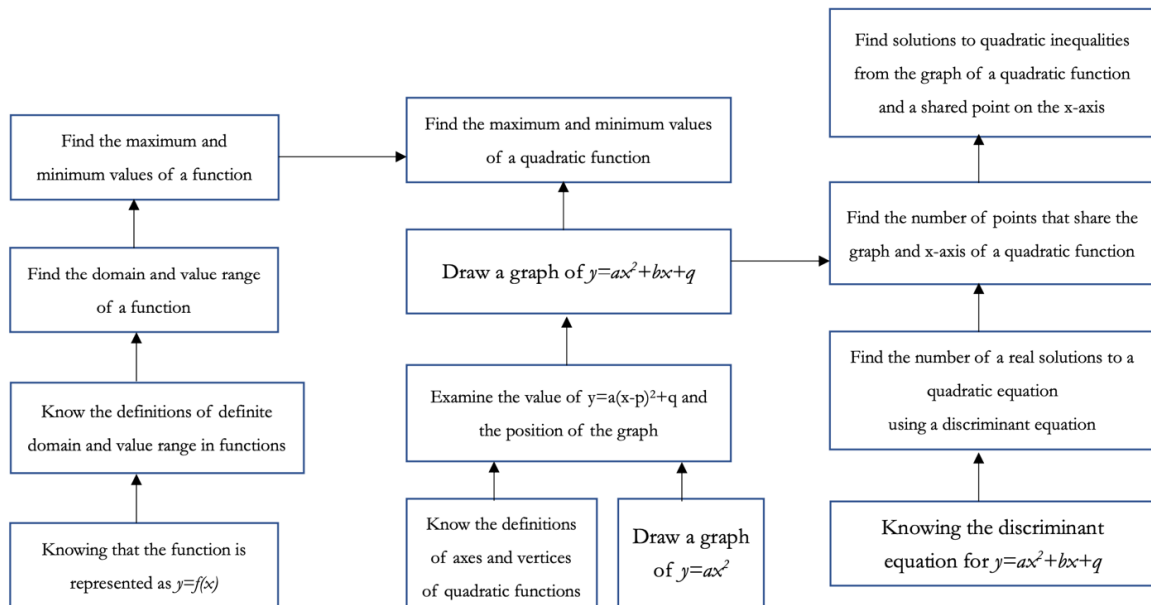 Find the maximum and
minimum values of a function
Find the domain and value range
of a function
Know the definitions of definite
domain and value range in functions
Knowing that the function is
represented as y=f(x)
Find the maximum and minimum values
of a quadratic function
Draw a graph of y=ax²+bx+q
Examine the value of y=a(x-p)²+q and
the position of the graph
Know the definitions
of axes and vertices
of quadratic functions
Draw a graph
of y=ax²
Find solutions to quadratic inequalities
from the graph of a quadratic function
and a shared point on the x-axis
Find the number of points that share the
graph and x-axis of a quadratic function
Find the number of a real solutions to a
quadratic equation
using a discriminant equation
Knowing the discriminant
equation for y=ax²+bx+q